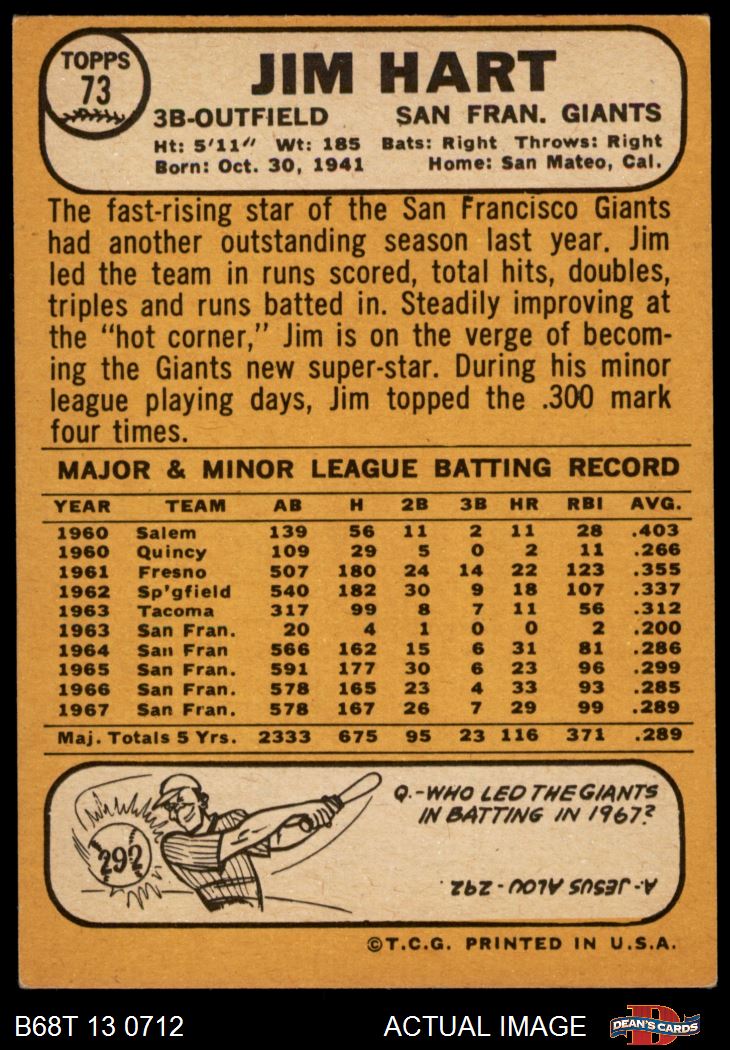 TOPPS
73
JIM HART
3B-OUTFIELD SAN FRAN. GIANTS
Ht: 5'11" Wt: 185 Bats: Right Throws: Right
Born: Oct. 30, 1941 Home: San Mateo, Cal.
The fast-rising star of the San Francisco Giants
had another outstanding season last year. Jim
led the team in runs scored, total hits, doubles,
triples and runs batted in. Steadily improving at
the "hot corner," Jim is on the verge of becom-
ing the Giants new super-star. During his minor
league playing days, Jim topped the .300 mark
four times.
MAJOR & MINOR LEAGUE BATTING RECORD
YEAR TEAM AB H 2B 3B HR RBI AVG.
1960 Salem 139 56 11 2 11 28 .403
1960 Quincy 109 29 5 0 2 11 .266
1961 Fresno 507 180 24 14 22 123 .355
1962 Sp'gfield 540 182 30 9 18 107 .337
1963 Tacoma 317 99 8 7 11 56 .312
1963 San Fran. 20 4 1 0 0 2 .200
1964 San Fran 566 162 15 6 31 81 .286
1965 San Fran. 591 177 30 6 23 96 .299
1966 San Fran. 578 165 23 4 33 93 .285
1967 San Fran. 578 167 26 7 29 99 .289
Maj. Totals 5 Yrs. 2333 675 95 23 116 371 .289
292
Q.-WHO LED THE GIANTS
IN BATTING IN 1967?
A.-JESUS ALOU - 292.
©T.C.G. PRINTED IN U.S.A.
B68T 13 0712 ACTUAL IMAGE DEAN'S CARDS